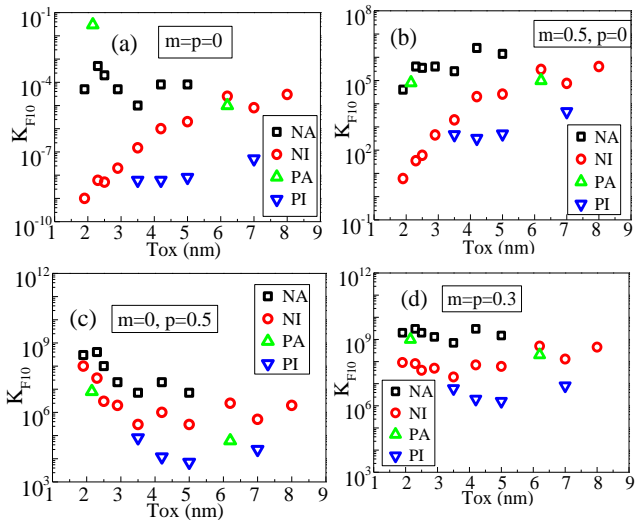 (a)
m=p=0
K_F10
10^-1
10^-4
10^-7
10^-10
NA
NI
PA
PI
1 2 3 4 5 6 7 8 9
Tox (nm)
(b)
m=0.5, p=0
K_F10
10^8
10^5
10^2
10^-1
NA
NI
PA
PI
1 2 3 4 5 6 7 8 9
Tox (nm)
(c)
m=0, p=0.5
K_F10
10^12
10^9
10^6
10^3
NA
NI
PA
PI
1 2 3 4 5 6 7 8 9
Tox (nm)
(d)
m=p=0.3
K_F10
10^12
10^9
10^6
10^3
NA
NI
PA
PI
1 2 3 4 5 6 7 8 9
Tox (nm)